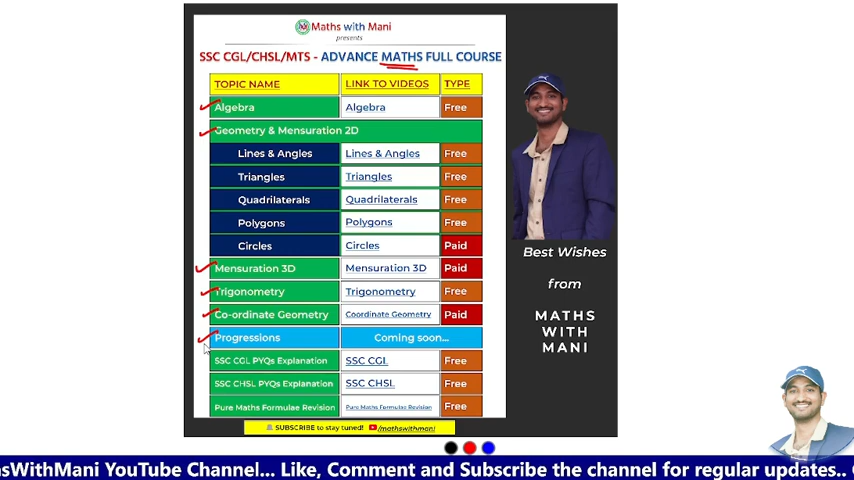 Maths with Mani
presents
SSC CGL/CHSL/MTS - ADVANCE MATHS FULL COURSE
TOPIC NAME LINK TO VIDEOS TYPE
Algebra Algebra Free
Geometry & Mensuration 2D
Lines & Angles Lines & Angles Free
Triangles Triangles Free
Quadrilaterals Quadrilaterals Free
Polygons Polygons Free
Circles Circles Paid
Mensuration 3D Mensuration 3D Paid
Trigonometry Trigonometry Free
Co-ordinate Geometry Coordinate Geometry Paid
Progressions Coming soon...
SSC CGL PYQs Explanation SSC CGL Free
SSC CHSL PYQs Explanation SSC CHSL Free
Pure Maths Formulae Revision Pure Maths Formulae Revision Free
SUBSCRIBE to stay tuned! /mathswithmani
Best Wishes
from
MATHS
WITH
MANI
hsWithMani YouTube Channel... Like, Comment and Subscribe the channel for regular updates..